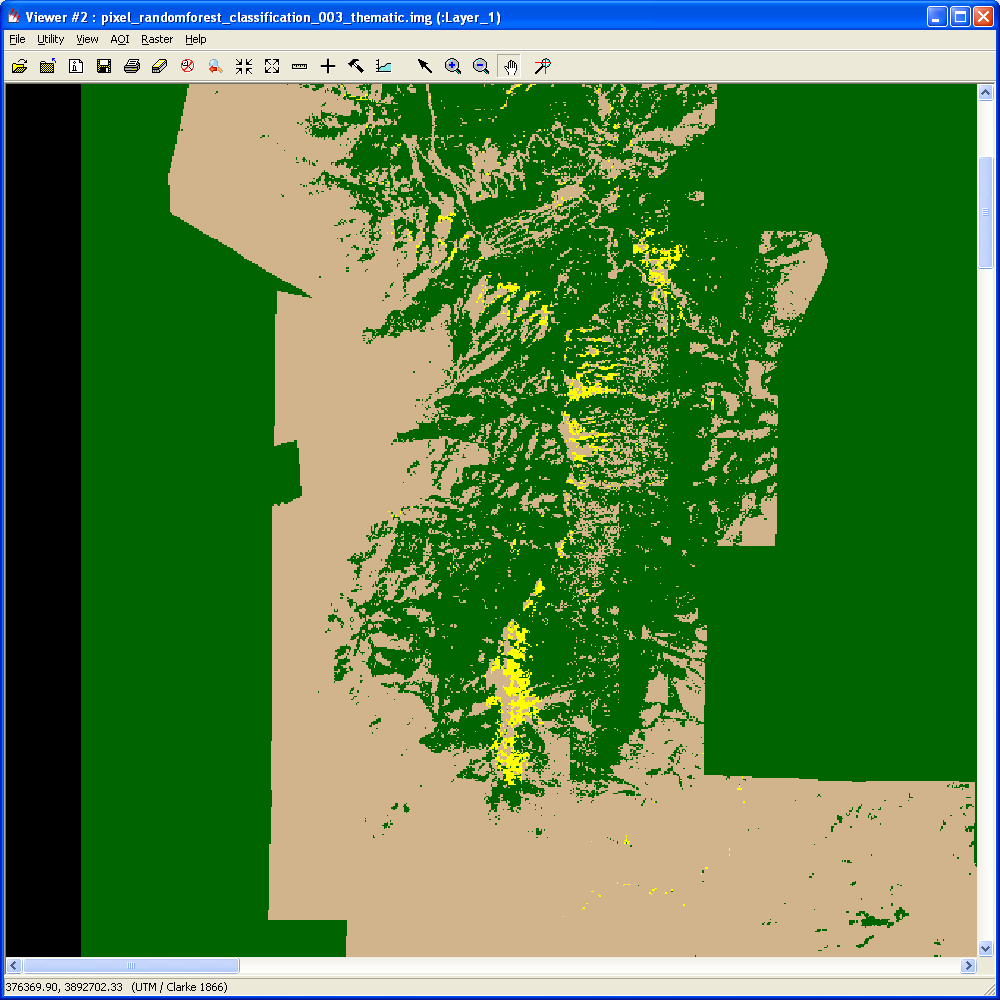 Viewer #2 : pixel_randomforest_classification_003_thematic.img (:Layer_1)
File Utility View AOI Raster Help
376369.90, 3892702.33 (UTM / Clarke 1866)